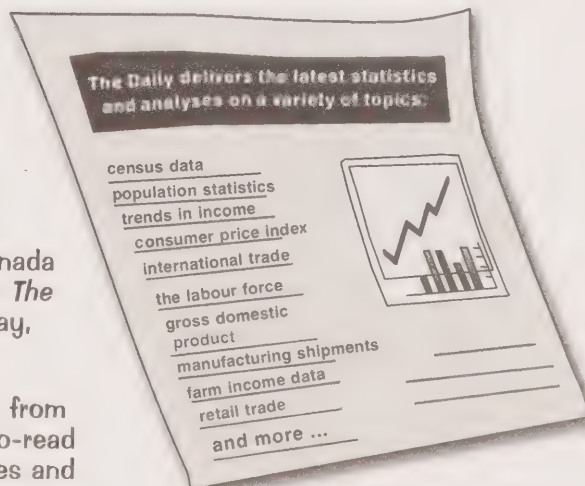 The Daily delivers the latest statistics
and analyses on a variety of topics:
census data
population statistics
trends in income
consumer price index
international trade
the labour force
gross domestic
product
manufacturing shipments
farm income data
retail trade
and more ...
nada
The
ay,
from
o-read
es and